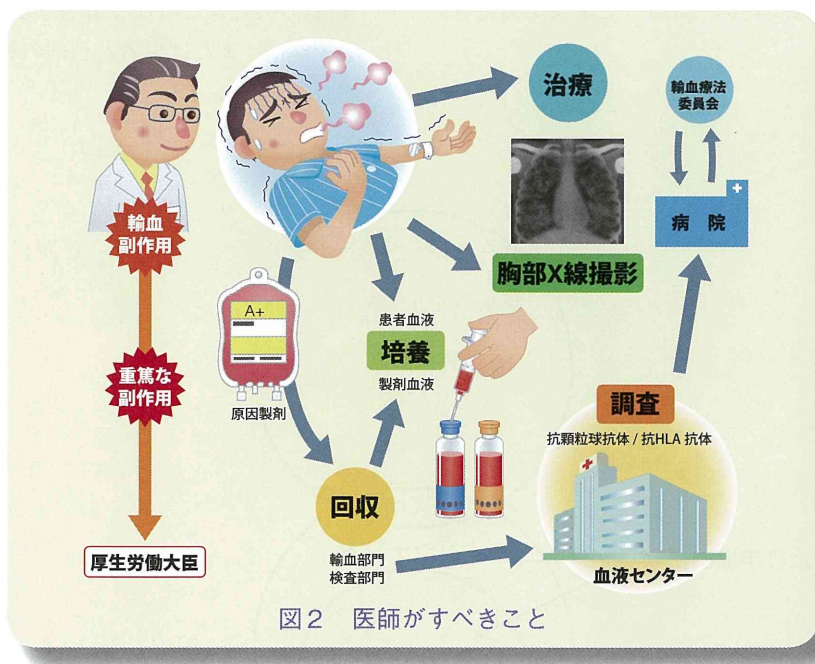 治療
輸血療法
委員会
病 院
輸血
副作用
胸部X線撮影
A+
患者血液
培養
製剤血液
重篤な
副作用
原因製剤
調査
抗顆粒球抗体 / 抗HLA 抗体
回収
輸血部門
検査部門
厚生労働大臣
血液センター
図2 医師がすべきこと